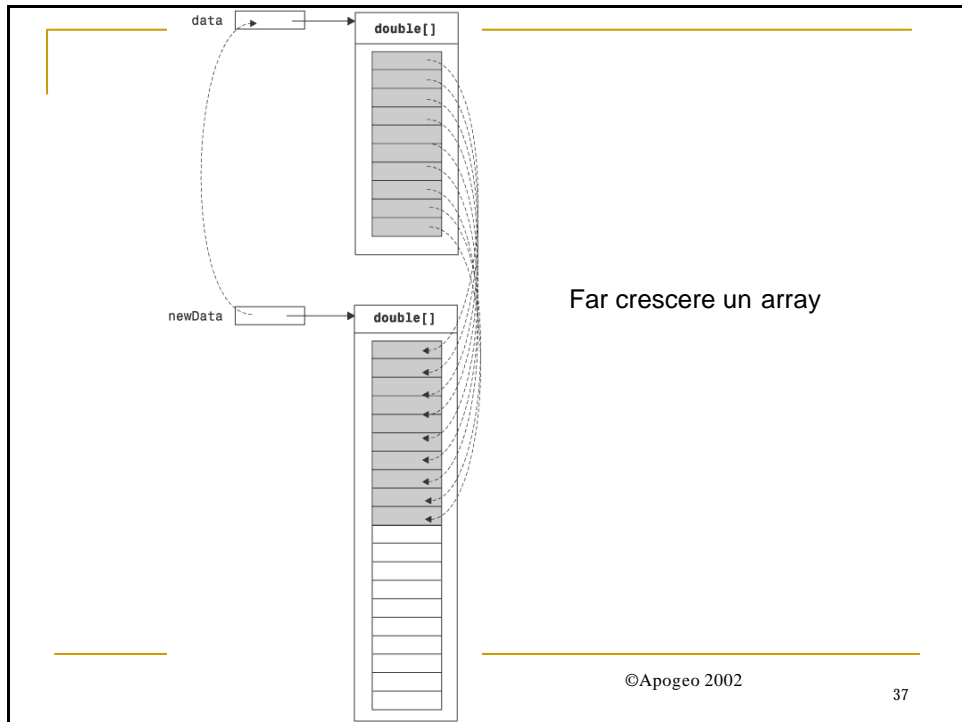 data
double[]
Far crescere un array
newData
double[]
©Apogeo 2002
37